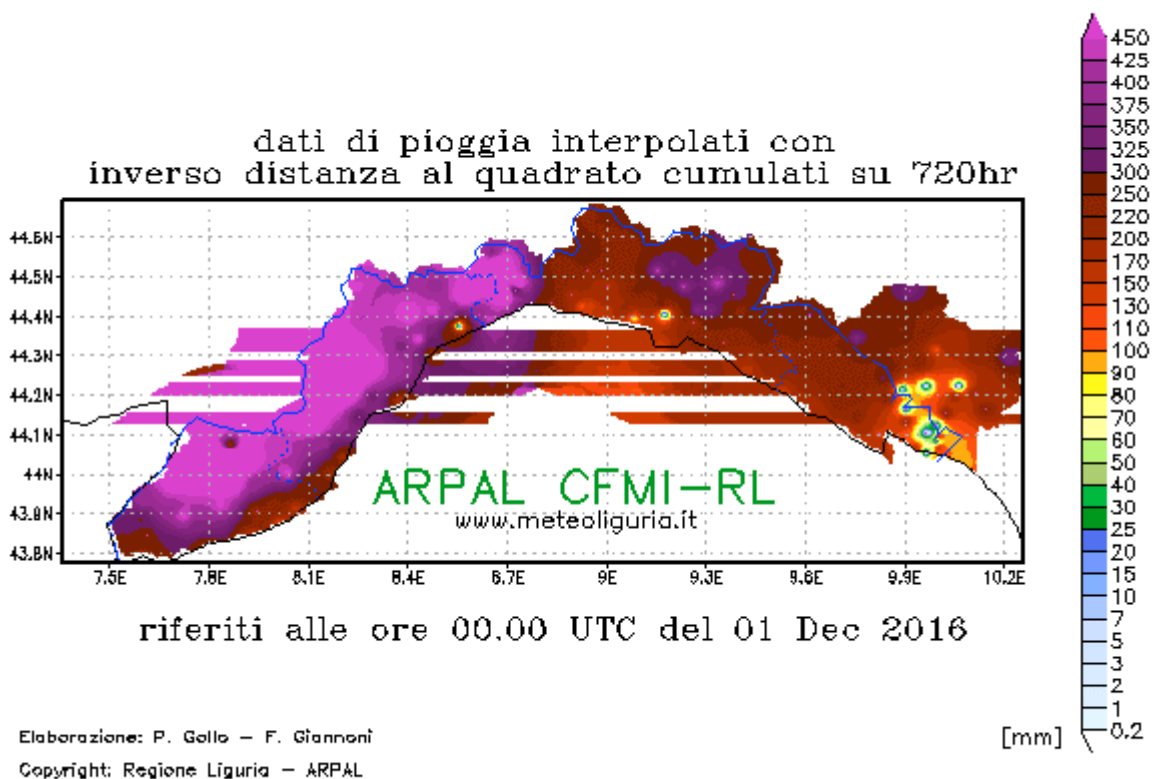 dati di pioggia interpolati con
inverso distanza al quadrato cumulati su 720hr
44.6N
44.5N
44.4N
44.3N
44.2N
44.1N
44N
43.9N
43.8N
7.5E
7.8E
8.1E
8.4E
8.7E
9E
9.3E
9.6E
9.9E
10.2E
ARPAL CFMI-RL
www.meteoliguria.it
riferiti alle ore 00.00 UTC del 01 Dec 2016
450
425
400
375
350
325
300
250
220
200
170
150
130
110
100
90
80
70
60
50
40
30
25
20
15
10
7
5
3
2
1
0.2
[mm]
Elaborazione: P. Gollo - F. Giannoni
Copyright: Regione Liguria - ARPAL